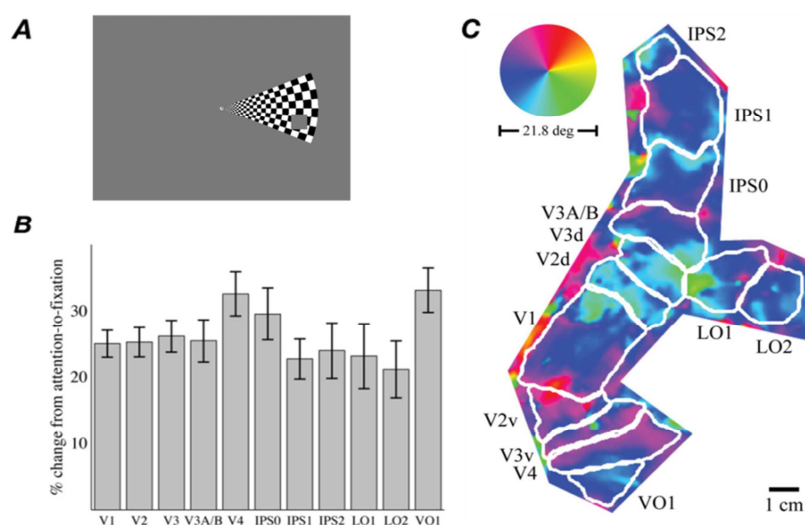 A
B
% change from attention-to-fixation
30
20
10
V1 V2 V3 V3A/B V4 IPS0 IPS1 IPS2 LO1 LO2 VO1
C
21.8 deg
IPS2
IPS1
IPS0
V3A/B
V3d
V2d
V1
LO1
LO2
V2v
V3v
V4
VO1
1 cm